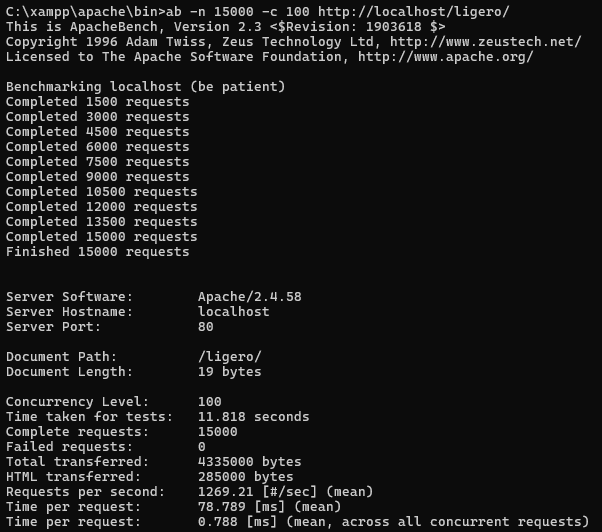 C:\xampp\apache\bin>ab -n 15000 -c 100 http://localhost/ligero/
This is ApacheBench, Version 2.3 <$Revision: 1903618 $>
Copyright 1996 Adam Twiss, Zeus Technology Ltd, http://www.zeustech.net/
Licensed to The Apache Software Foundation, http://www.apache.org/

Benchmarking localhost (be patient)
Completed 1500 requests
Completed 3000 requests
Completed 4500 requests
Completed 6000 requests
Completed 7500 requests
Completed 9000 requests
Completed 10500 requests
Completed 12000 requests
Completed 13500 requests
Completed 15000 requests
Finished 15000 requests


Server Software:        Apache/2.4.58
Server Hostname:        localhost
Server Port:            80

Document Path:          /ligero/
Document Length:        19 bytes

Concurrency Level:      100
Time taken for tests:   11.818 seconds
Complete requests:      15000
Failed requests:        0
Total transferred:      4335000 bytes
HTML transferred:       285000 bytes
Requests per second:    1269.21 [#/sec] (mean)
Time per request:       78.789 [ms] (mean)
Time per request:       0.788 [ms] (mean, across all concurrent requests)